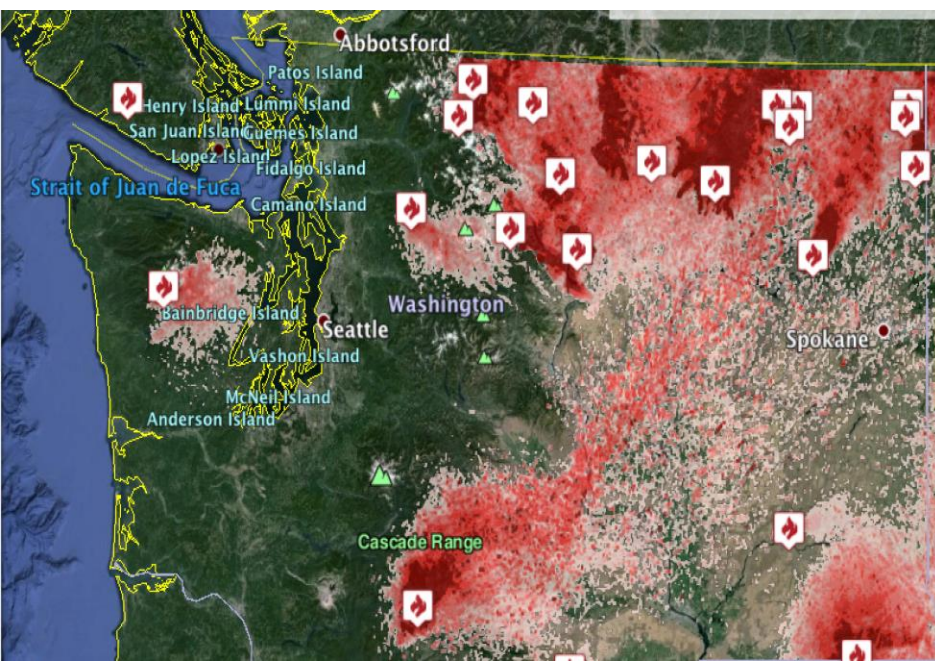 Abbotsford
Patos Island
Henry Island
Lummi Island
San Juan Island
Guemes Island
Lopez Island
Fidalgo Island
Strait of Juan de Fuca
Camano Island
Washington
Bainbridge Island
Seattle
Spokane
Vashon Island
McNeil Island
Anderson Island
Cascade Range